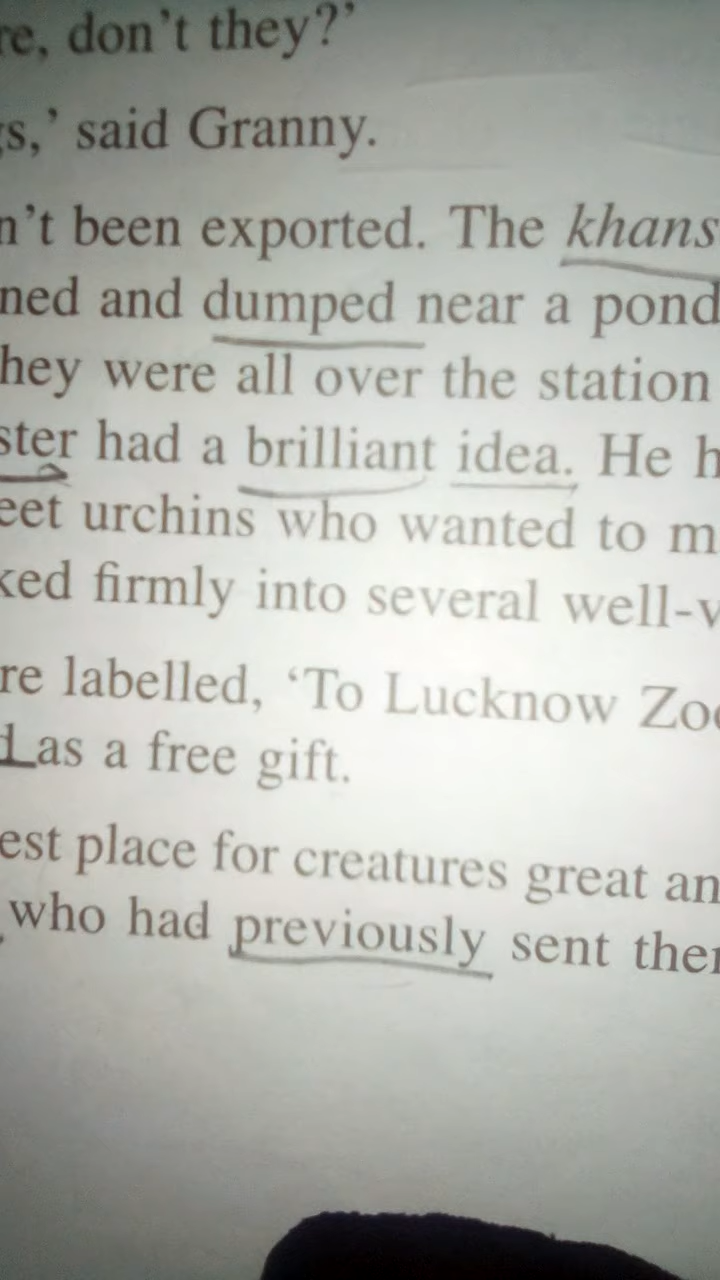 re, don't they?'
s,' said Granny.
n't been exported. The khans
ned and dumped near a pond
hey were all over the station
ster had a brilliant idea. He h
eet urchins who wanted to m
ked firmly into several well-v
re labelled, 'To Lucknow Zoo
d as a free gift.
est place for creatures great an
who had previously sent ther